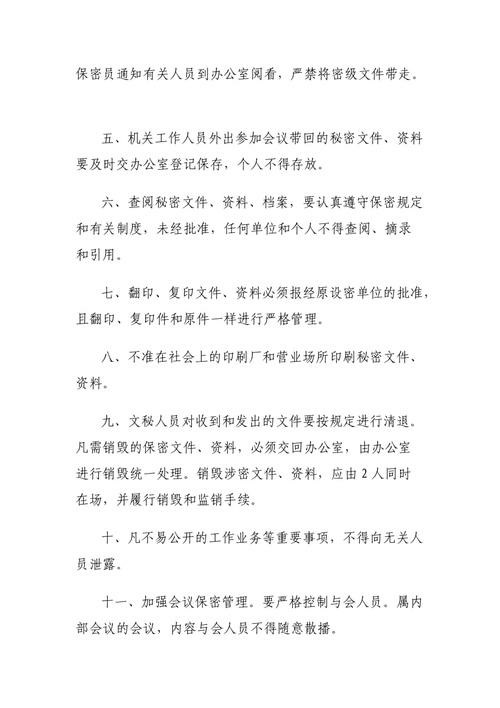 保密员通知有关人员到办公室阅看，严禁将密级文件带走。
五、机关工作人员外出参加会议带回的秘密文件、资料
要及时交办公室登记保存，个人不得存放。
六、查阅秘密文件、资料、档案，要认真遵守保密规定
和有关制度，未经批准，任何单位和个人不得查阅、摘录
和引用。
七、翻印、复印文件、资料必须报经原设密单位的批准，
且翻印、复印件和原件一样进行严格管理。
八、不准在社会上的印刷厂和营业场所印刷秘密文件、
资料。
九、文秘人员对收到和发出的文件要按规定进行清退。
凡需销毁的保密文件、资料，必须交回办公室，由办公室
进行销毁统一处理。销毁涉密文件、资料，应由 2 人同时
在场，并履行销毁和监销手续。
十、凡不易公开的工作业务等重要事项，不得向无关人
员泄露。
十一、加强会议保密管理。要严格控制与会人员。属内
部会议的会议，内容与会人员不得随意散播。